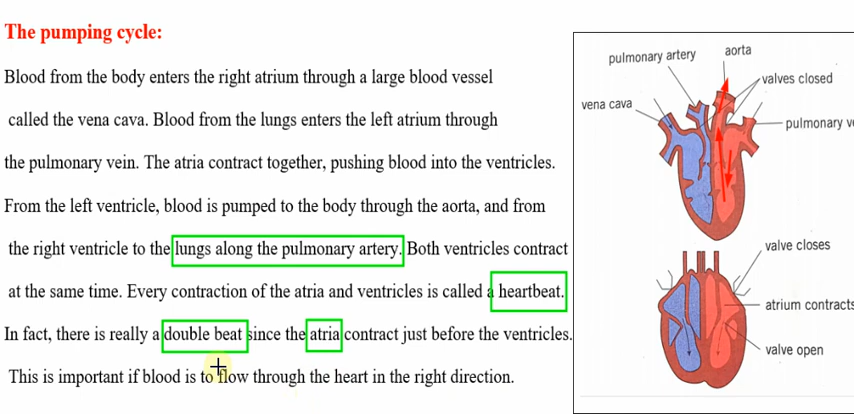 The pumping cycle:
Blood from the body enters the right atrium through a large blood vessel
called the vena cava. Blood from the lungs enters the left atrium through
the pulmonary vein. The atria contract together, pushing blood into the ventricles.
From the left ventricle, blood is pumped to the body through the aorta, and from
the right ventricle to the lungs along the pulmonary artery. Both ventricles contract
at the same time. Every contraction of the atria and ventricles is called a heartbeat.
In fact, there is really a double beat since the atria contract just before the ventricles.
This is important if blood is to flow through the heart in the right direction.
pulmonary artery
aorta
valves closed
vena cava
pulmonary v
valve closes
atrium contracts
valve open